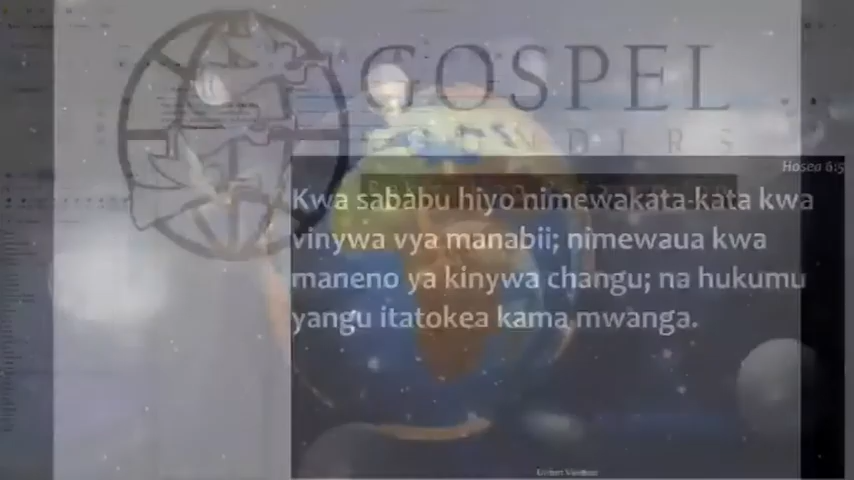 GOSPEL
Hosea 6:5
Kwa sababu hiyo nimewakata-kata kwa
vinywa vya manabii; nimewaua kwa
maneno ya kinywa changu; na hukumu
yangu itatokea kama mwanga.